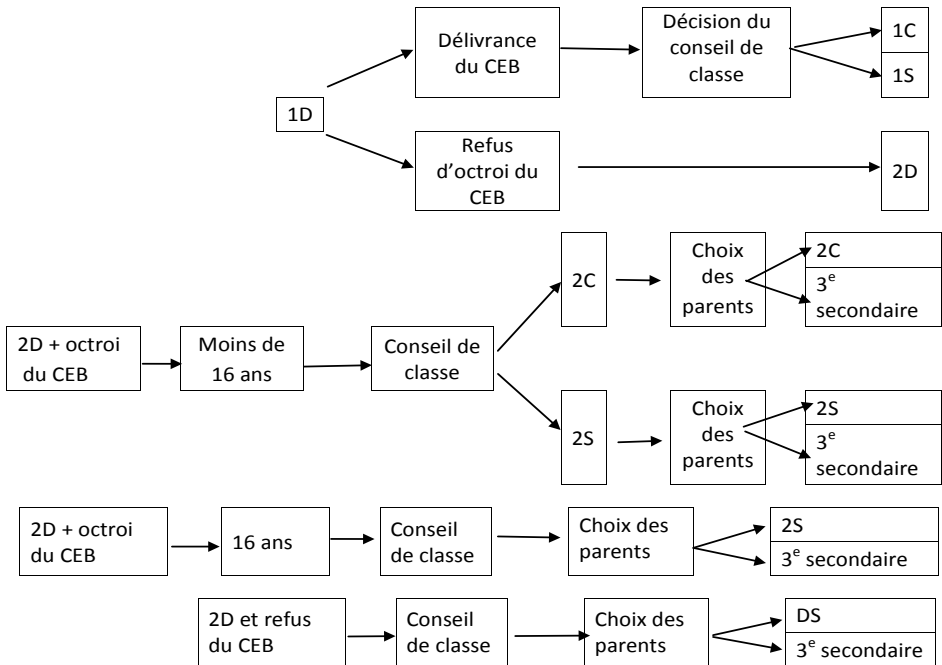 Délivrance
du CEB
Décision du
conseil de
classe
1C
1S
1D
Refus
d’octroi du
CEB
2D
2C
Choix
des
parents
2C
3e
secondaire
2D + octroi
du CEB
Moins de
16 ans
Conseil de
classe
2S
Choix
des
parents
2S
3e
secondaire
2D + octroi
du CEB
16 ans
Conseil
de classe
Choix des
parents
2S
3e secondaire
2D et refus
du CEB
Conseil
de classe
Choix des
parents
DS
3e secondaire